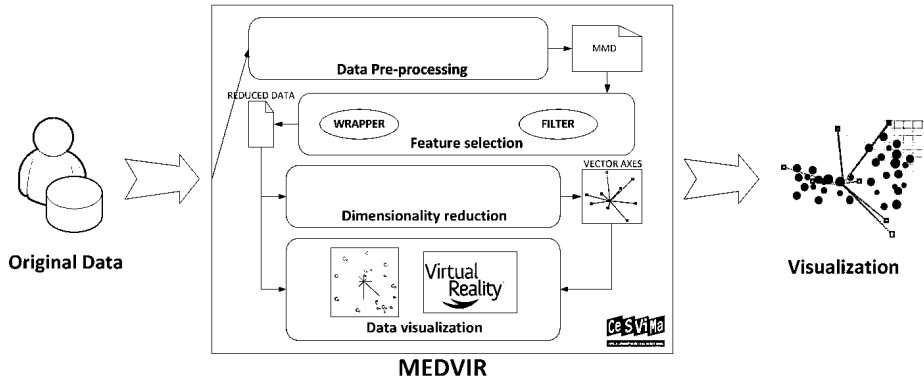 Data Pre-processing
MMD
REDUCED DATA
WRAPPER
FILTER
Feature selection
VECTOR AXES
Dimensionality reduction
Original Data
Visualization
Virtual
Reality
Data visualization
CeSViMa
MEDVIR